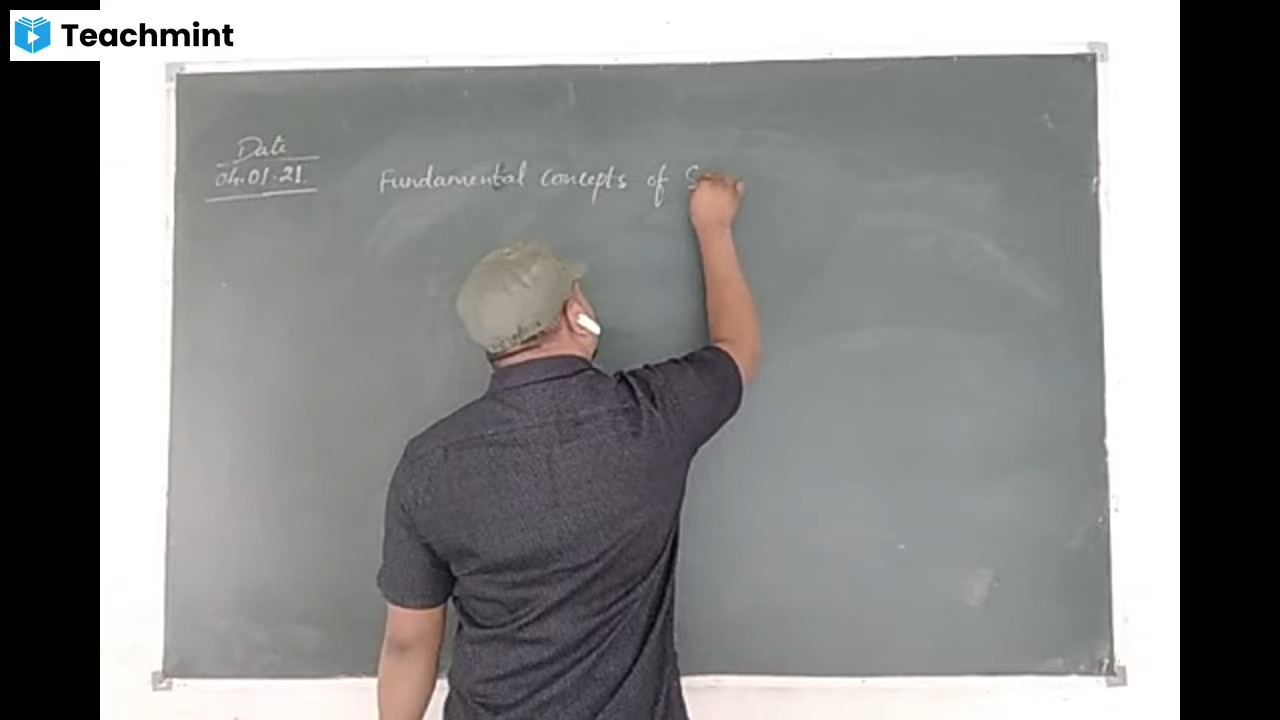 Teachmint
Date
04.01.21.
Fundamental concepts of S